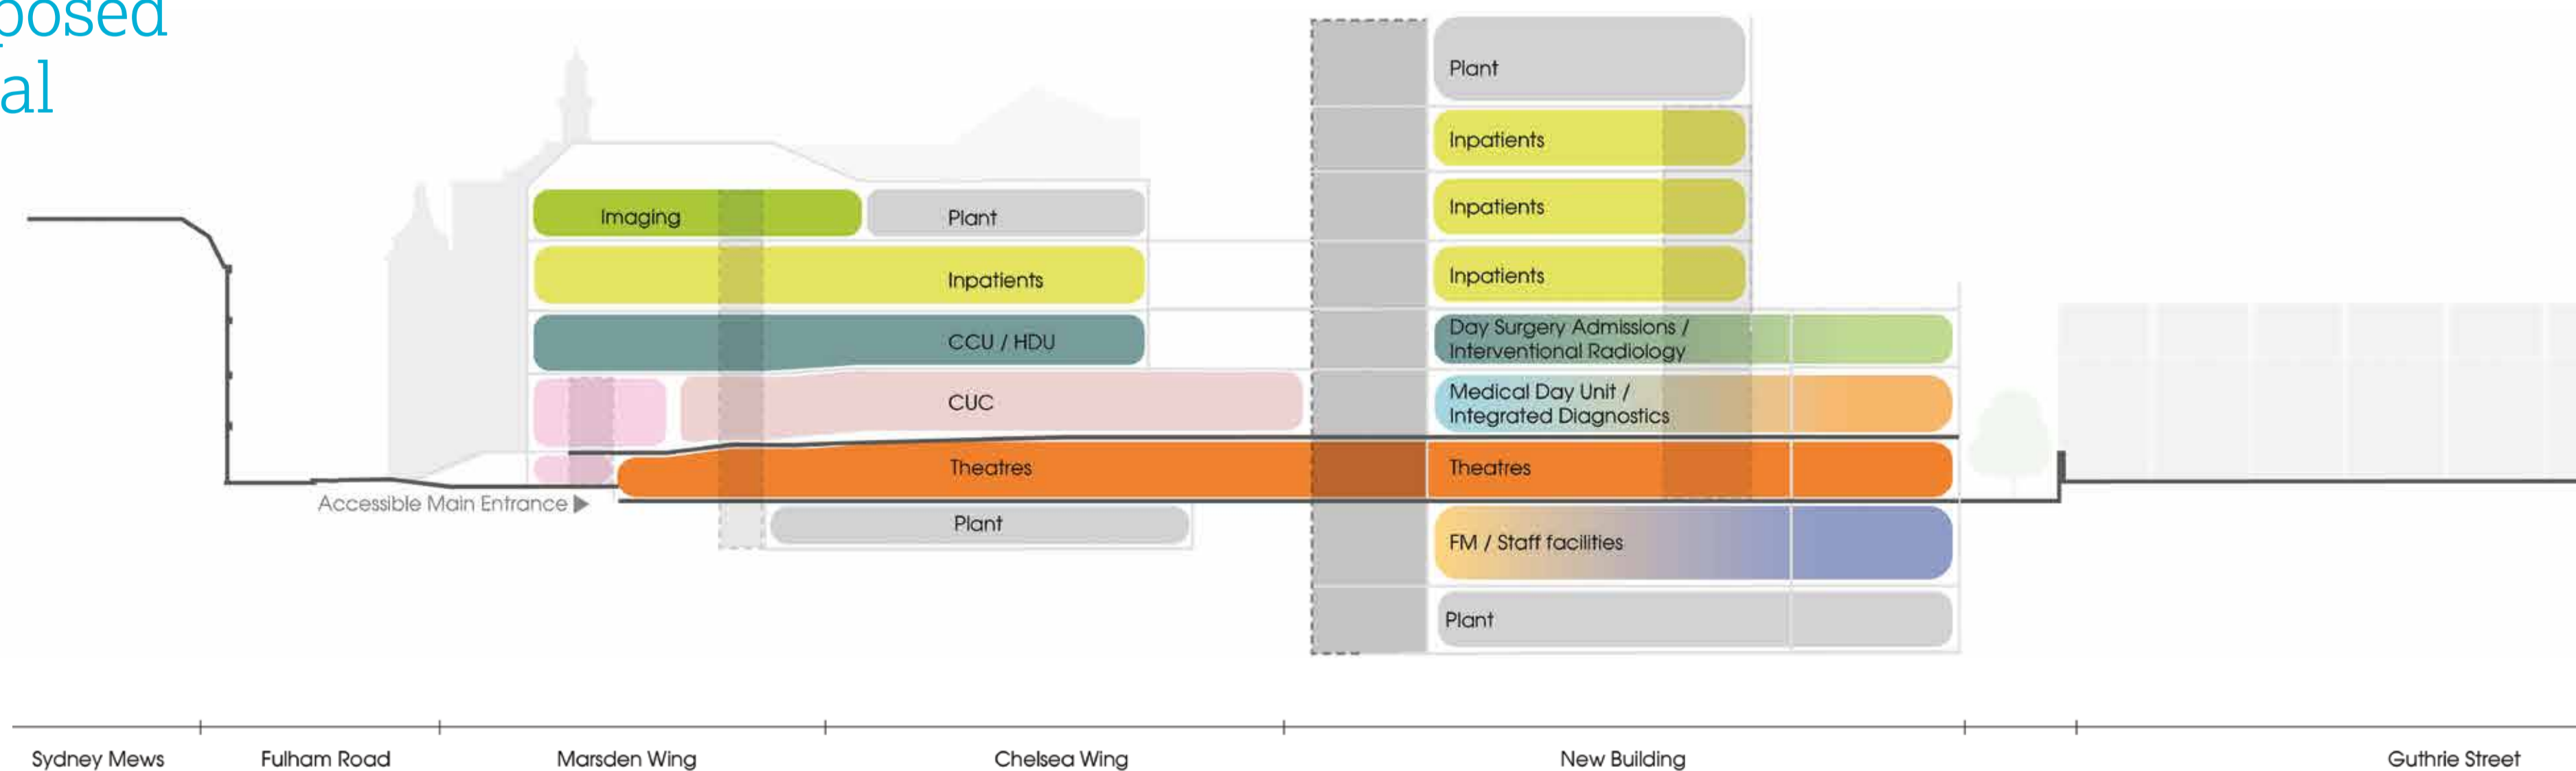 posed
al
Plant
Inpatients
Inpatients
Inpatients
Day Surgery Admissions /
Interventional Radiology
Medical Day Unit /
Integrated Diagnostics
Theatres
FM / Staff facilities
Plant
Imaging
Plant
Inpatients
CCU / HDU
CUC
Theatres
Plant
Accessible Main Entrance ▶
Sydney Mews
Fulham Road
Marsden Wing
Chelsea Wing
New Building
Guthrie Street